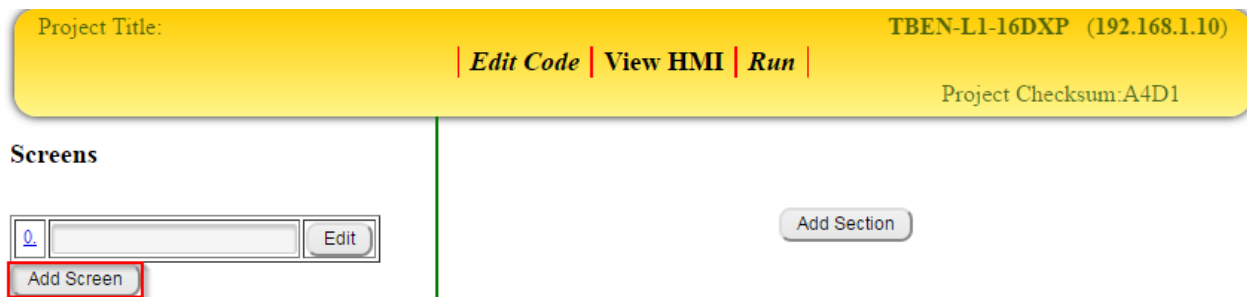 Project Title:
TBEN-L1-16DXP (192.168.1.10)
Edit Code | View HMI | Run |
Project Checksum:A4D1
Screens
0.
Edit
Add Screen
Add Section